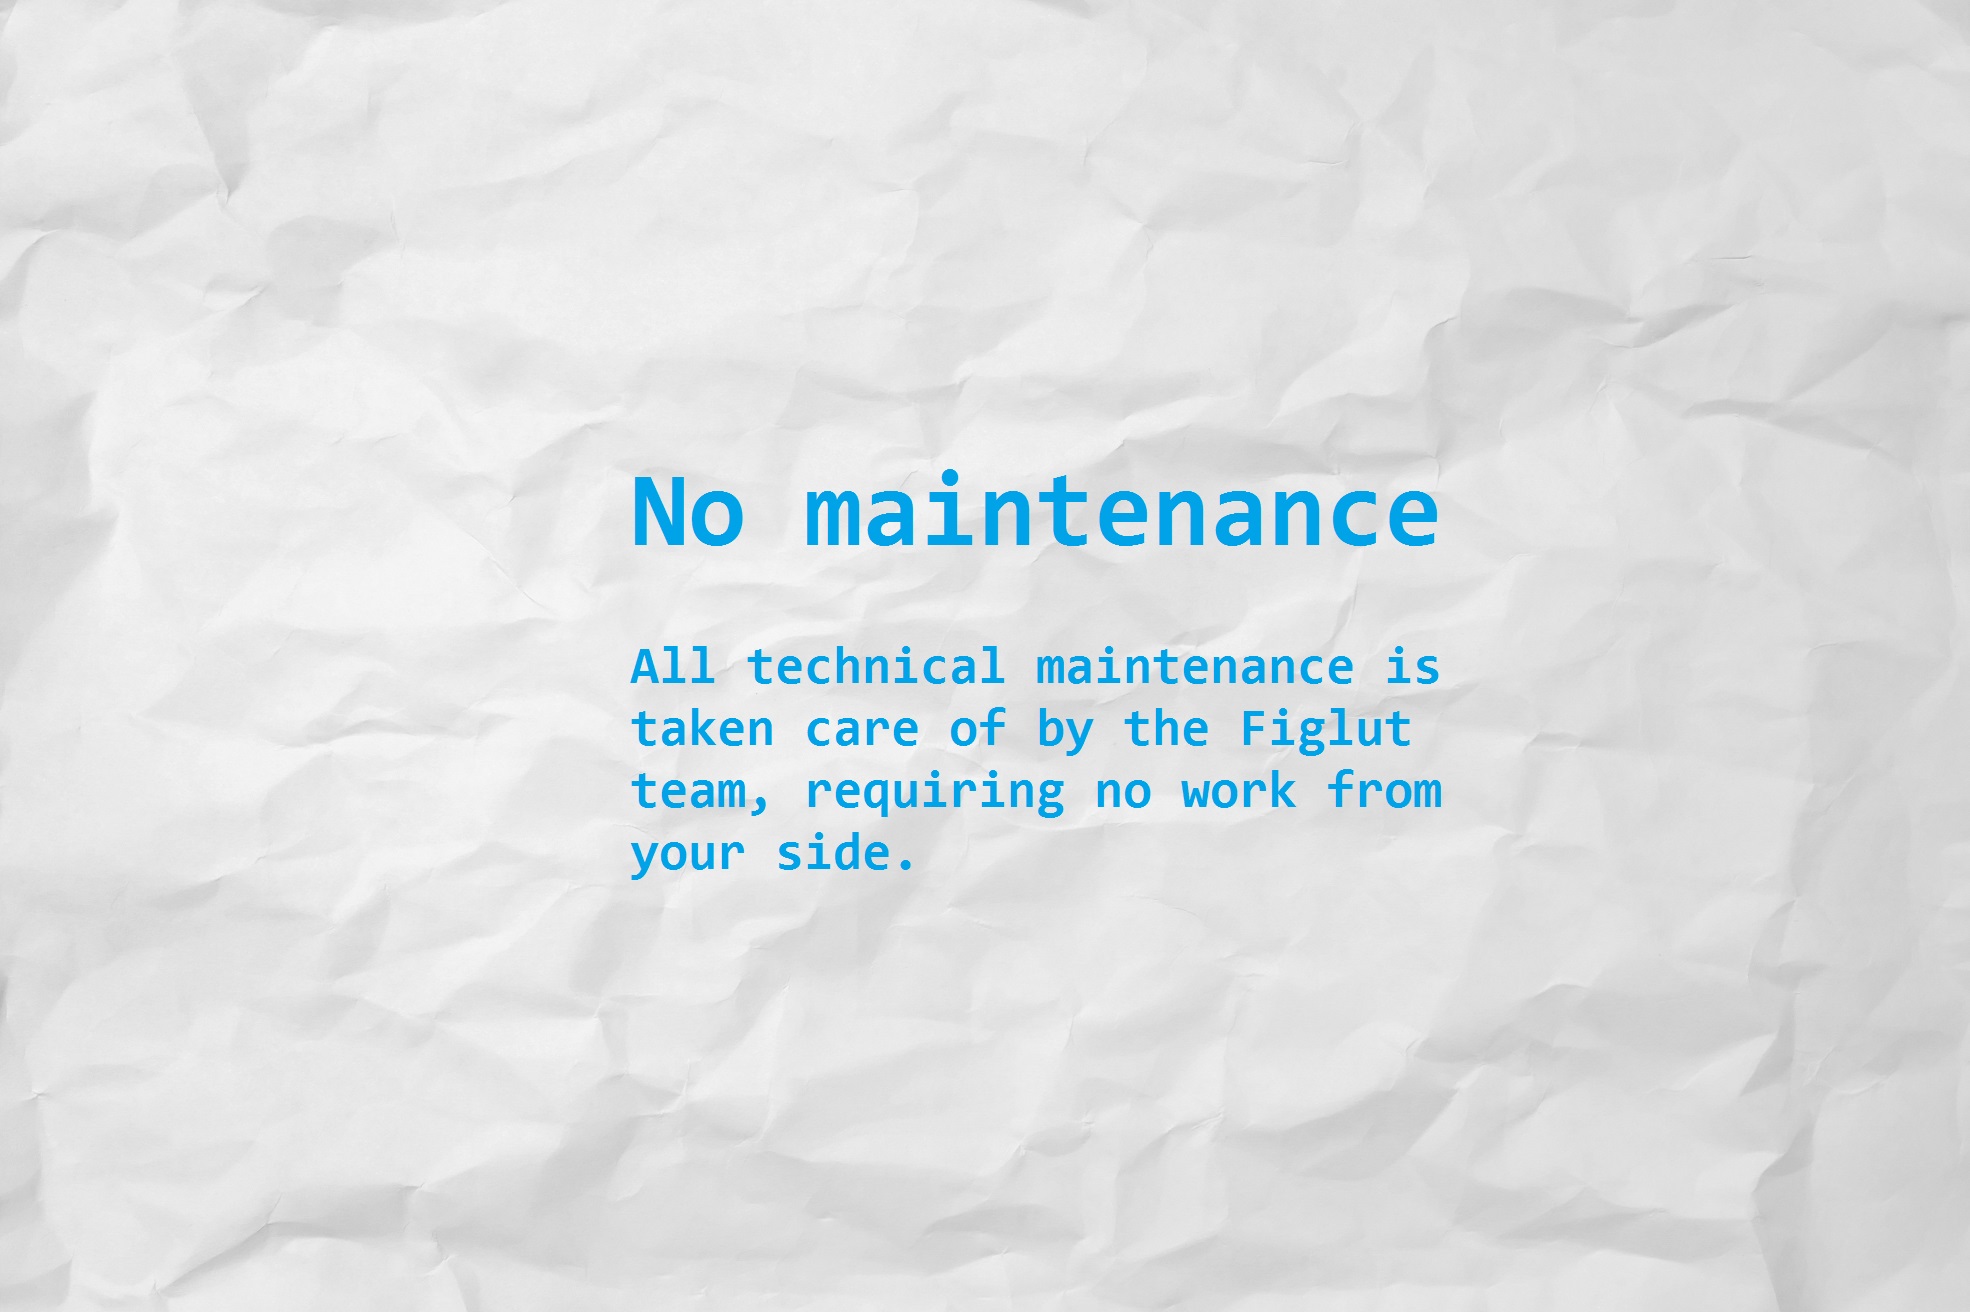 No maintenance
All technical maintenance is
taken care of by the Figlut
team, requiring no work from
your side.